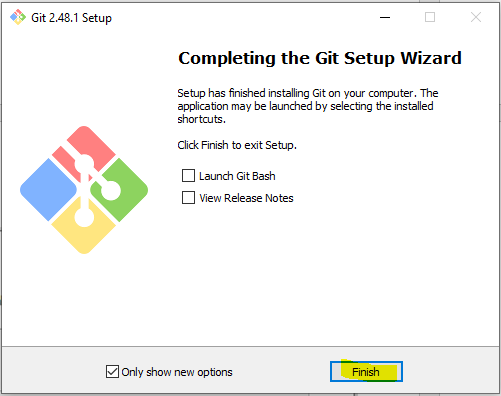 Git 2.48.1 Setup
Completing the Git Setup Wizard
Setup has finished installing Git on your computer. The
application may be launched by selecting the installed
shortcuts.
Click Finish to exit Setup.
Launch Git Bash
View Release Notes
Only show new options
Finish